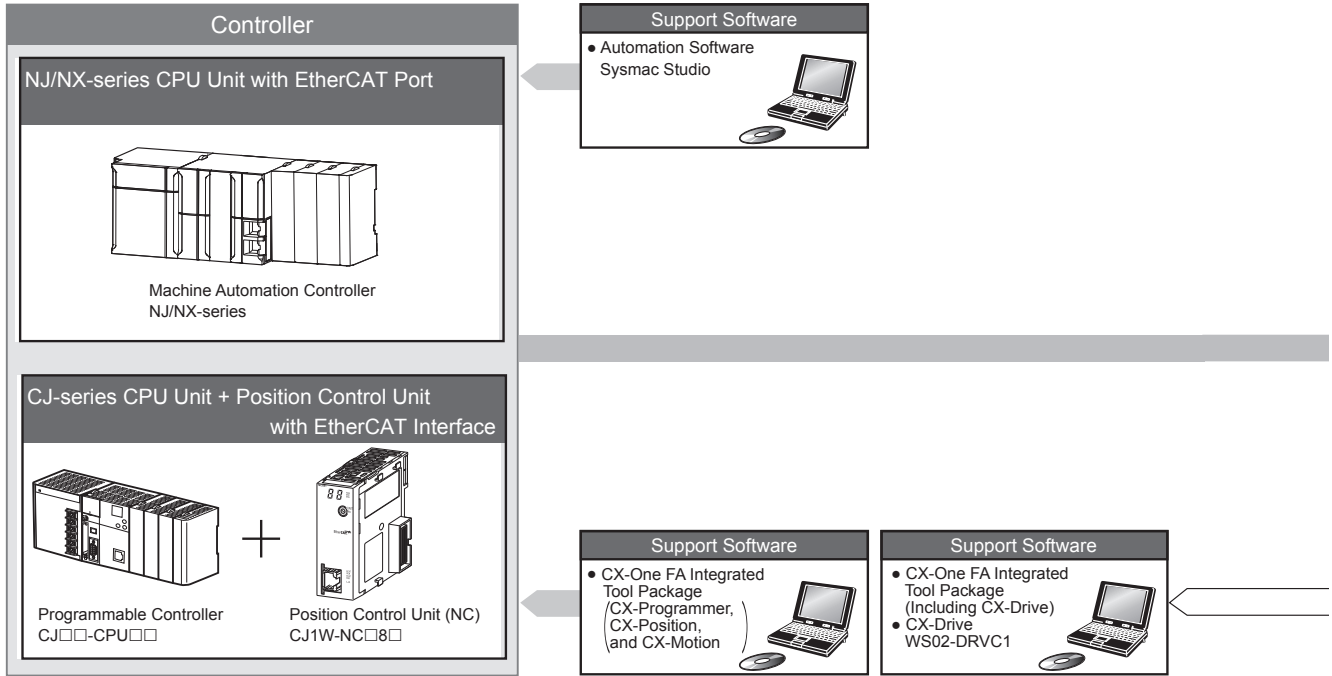 Controller
NJ/NX-series CPU Unit with EtherCAT Port
Machine Automation Controller
NJ/NX-series
CJ-series CPU Unit + Position Control Unit
with EtherCAT Interface
Programmable Controller
CJ□□-CPU□□
Position Control Unit (NC)
CJ1W-NC□8□
Support Software
● Automation Software
Sysmac Studio
Support Software
● CX-One FA Integrated
Tool Package
(CX-Programmer,
CX-Position,
and CX-Motion)
Support Software
● CX-One FA Integrated
Tool Package
(Including CX-Drive)
● CX-Drive
WS02-DRVC1